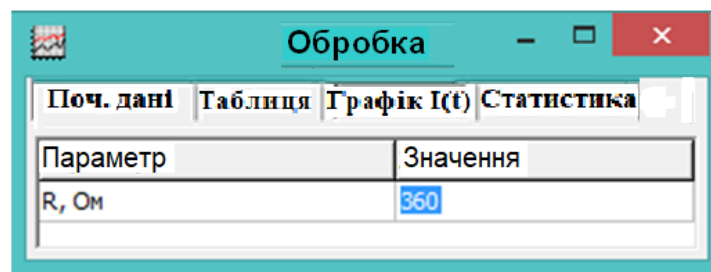 Обробка
Поч. дані Таблиця Графік I(t) Статистика
Параметр Значення
R, Ом 360